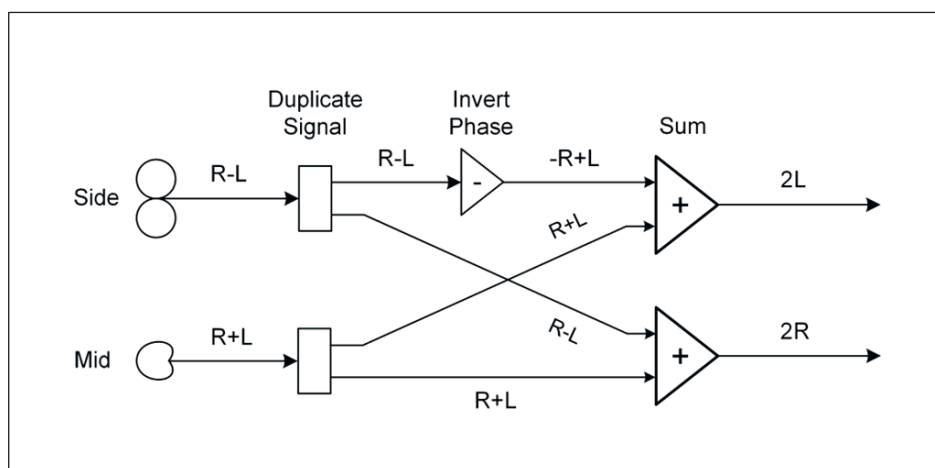 Duplicate
Signal
Invert
Phase
Sum
Side
R-L
R-L
-
-R+L
+
2L
R+L
R-L
Mid
R+L
R+L
+
2R